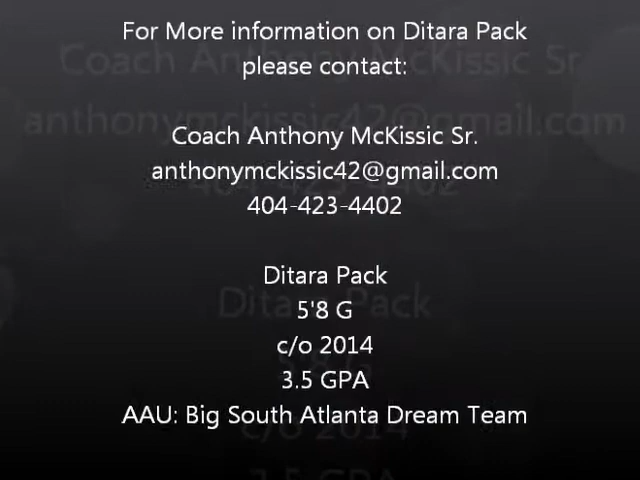 For More information on Ditara Pack
please contact:
Coach Anthony McKissic Sr.
anthonymckissic42@gmail.com
404-423-4402
Ditara Pack
5'8 G
c/o 2014
3.5 GPA
AAU: Big South Atlanta Dream Team